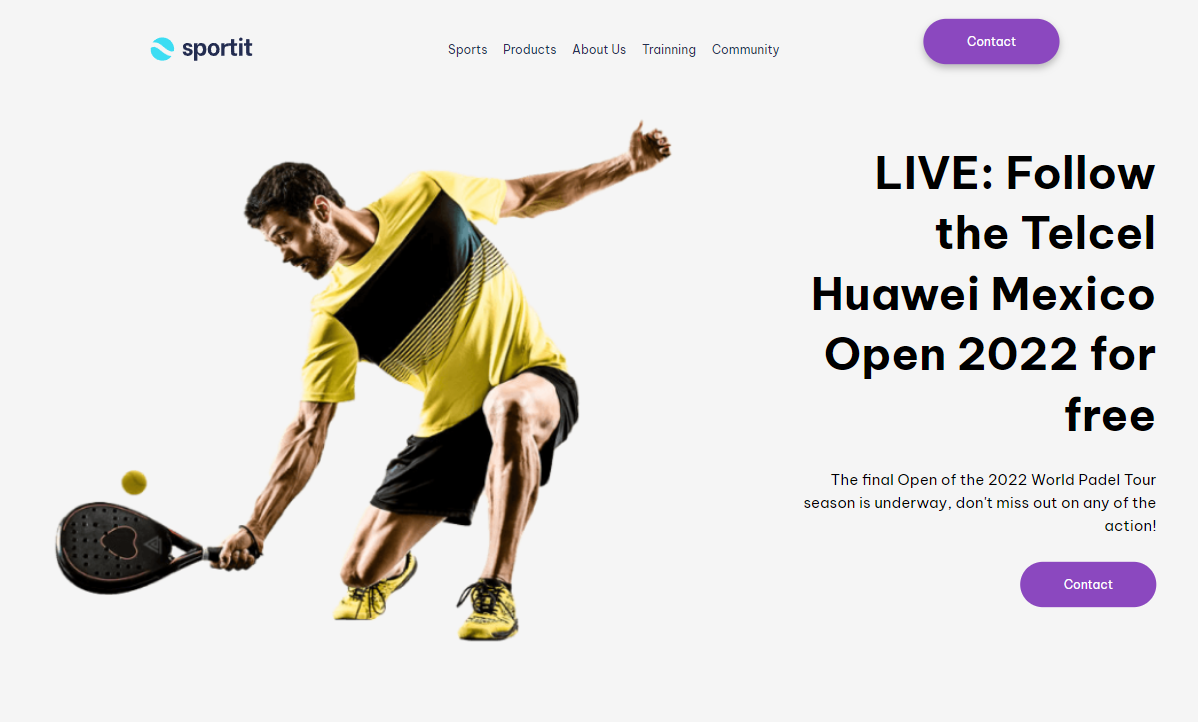 sportit
Sports Products About Us Trainning Community
Contact
LIVE: Follow
the Telcel
Huawei Mexico
Open 2022 for
free
The final Open of the 2022 World Padel Tour
season is underway, don't miss out on any of the
action!
Contact